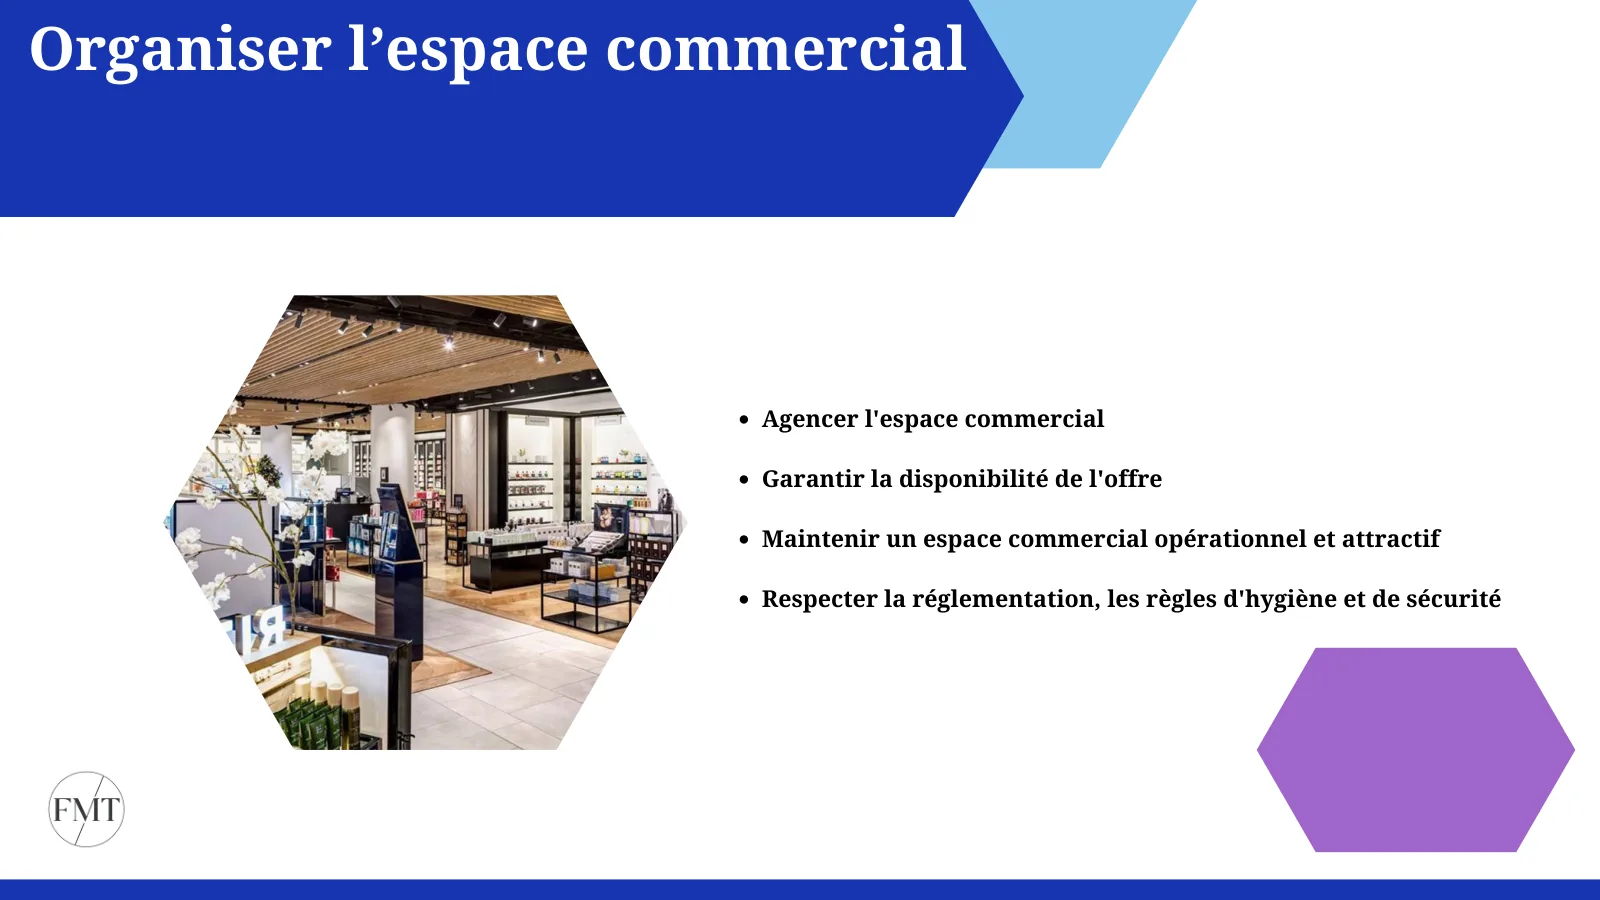 Organiser l’espace commercial
Agencer l'espace commercial
Garantir la disponibilité de l'offre
Maintenir un espace commercial opérationnel et attractif
Respecter la réglementation, les règles d'hygiène et de sécurité
FMT